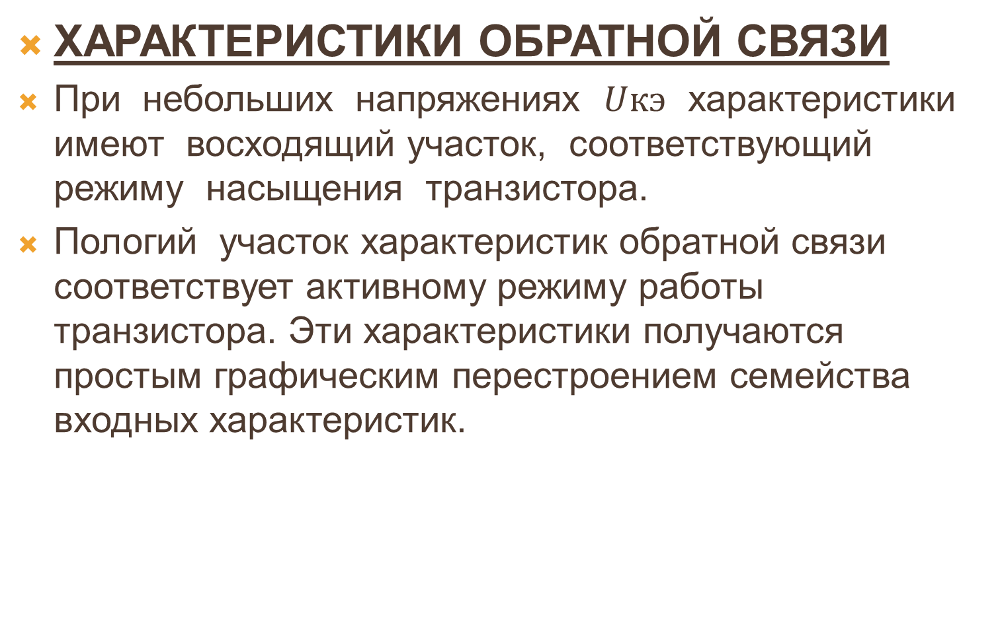 ХАРАКТЕРИСТИКИ ОБРАТНОЙ СВЯЗИ
При небольших напряжениях Uкэ характеристики
имеют восходящий участок, соответствующий
режиму насыщения транзистора.
Пологий участок характеристик обратной связи
соответствует активному режиму работы
транзистора. Эти характеристики получаются
простым графическим перестроением семейства
входных характеристик.